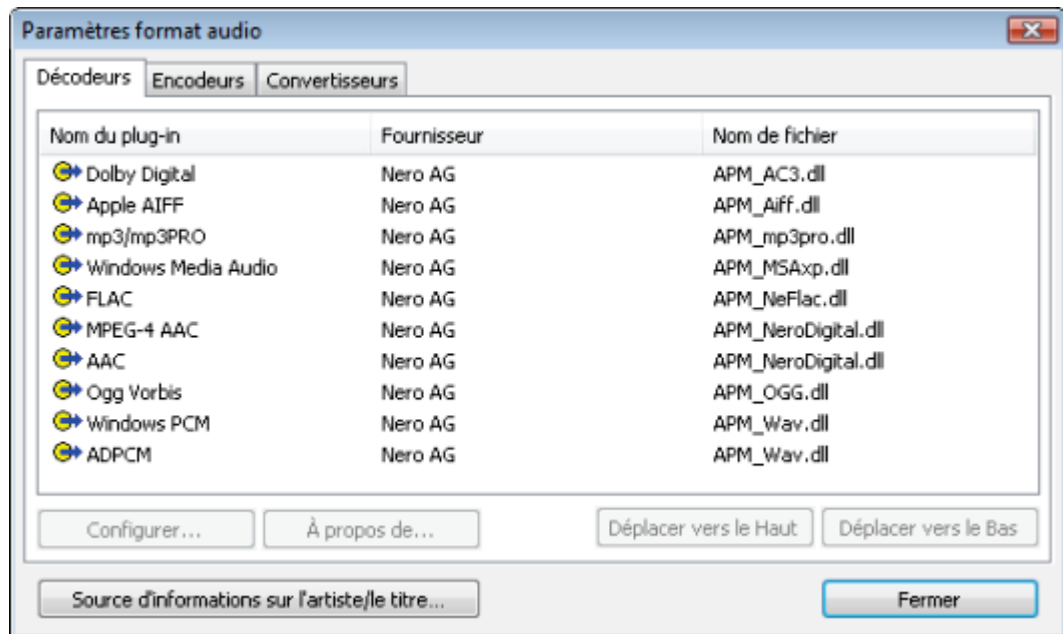 Paramètres format audio
Décodeurs Encodeurs Convertisseurs
Nom du plug-in Fournisseur Nom de fichier
Dolby Digital Nero AG APM_AC3.dll
Apple AIFF Nero AG APM_Aiff.dll
mp3/mp3PRO Nero AG APM_mp3pro.dll
Windows Media Audio Nero AG APM_MSAxp.dll
FLAC Nero AG APM_NeFlac.dll
MPEG-4 AAC Nero AG APM_NeroDigital.dll
AAC Nero AG APM_NeroDigital.dll
Ogg Vorbis Nero AG APM_OGG.dll
Windows PCM Nero AG APM_Wav.dll
ADPCM Nero AG APM_Wav.dll
Configurer... À propos de... Déplacer vers le Haut Déplacer vers le Bas
Source d'informations sur l'artiste/le titre... Fermer